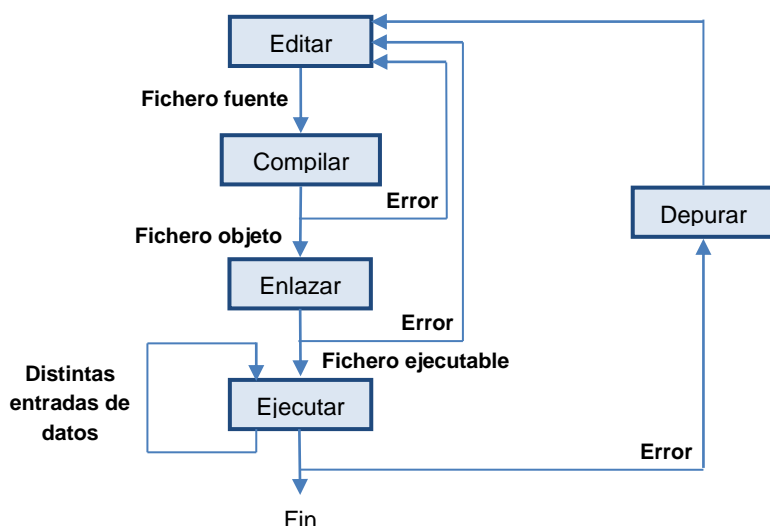 Editar
Fichero fuente
Compilar
Error
Depurar
Fichero objeto
Enlazar
Error
Fichero ejecutable
Distintas
entradas de
datos
Ejecutar
Error
Fin